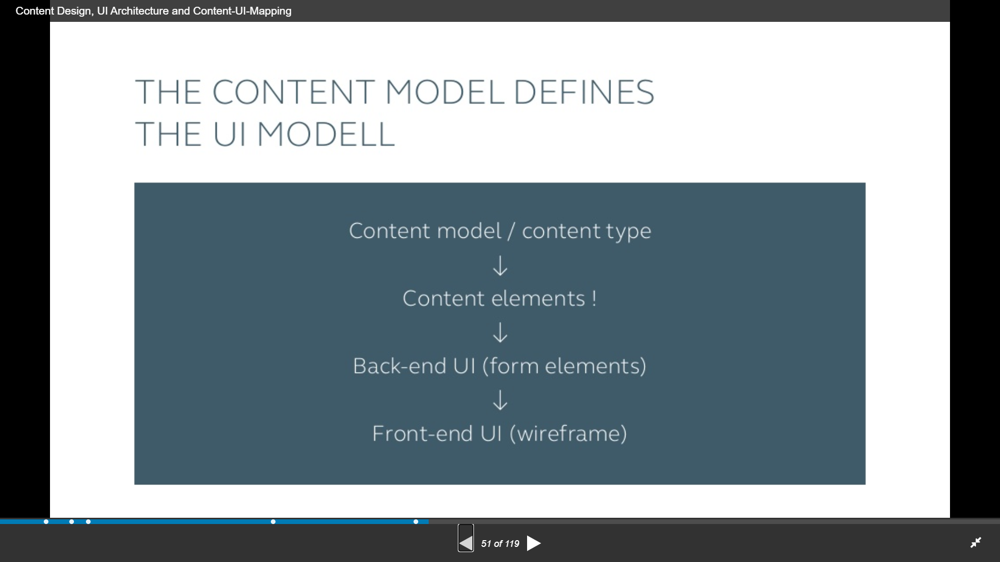 Content Design, UI Architecture and Content-UI-Mapping
THE CONTENT MODEL DEFINES
THE UI MODELL
Content model / content type
↓
Content elements !
↓
Back-end UI (form elements)
↓
Front-end UI (wireframe)
51 of 119